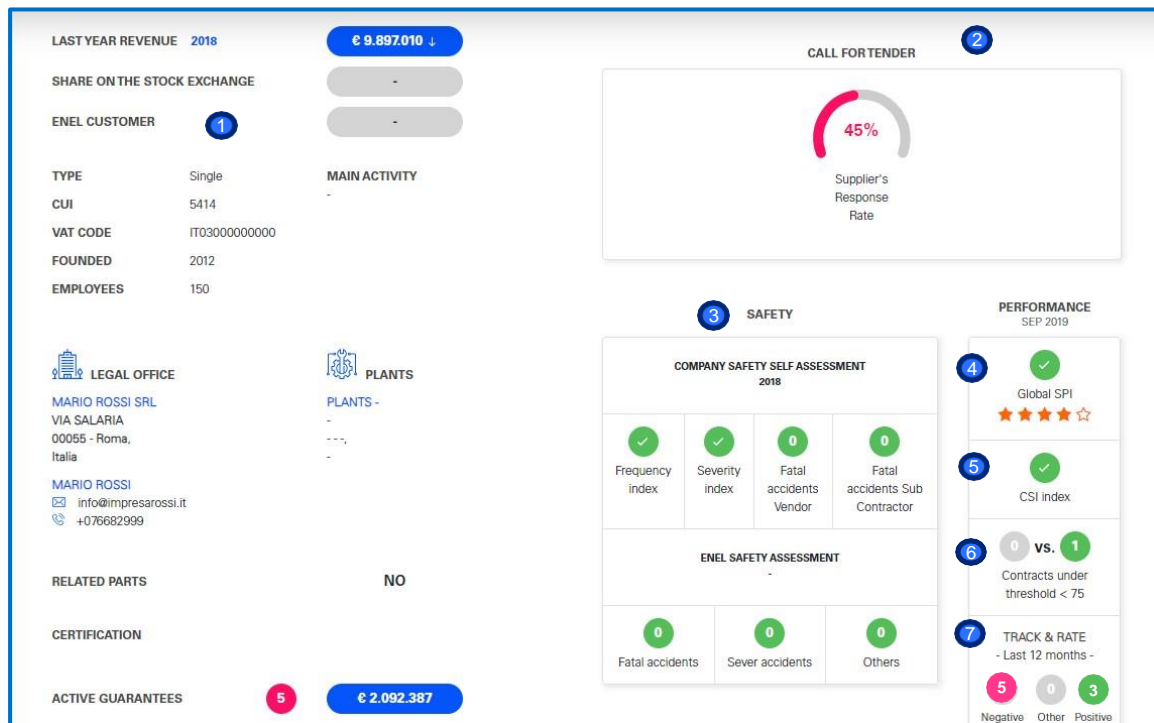 LAST YEAR REVENUE 2018 € 9.897.010 ↓
SHARE ON THE STOCK EXCHANGE -
ENEL CUSTOMER 1 -
TYPE Single
CUI 5414
VAT CODE IT03000000000
FOUNDED 2012
EMPLOYEES 150
MAIN ACTIVITY
-
LEGAL OFFICE
MARIO ROSSI SRL
VIA SALARIA
00055 - Roma,
Italia
MARIO ROSSI
info@impresarossi.it
+076682999
PLANTS
PLANTS -
-
- - -,
-
RELATED PARTS NO
CERTIFICATION
ACTIVE GUARANTEES 5 € 2.092.387
2
CALL FOR TENDER
45%
Supplier's
Response
Rate
3 SAFETY
COMPANY SAFETY SELF ASSESSMENT
2018
0 0
Frequency Severity Fatal Fatal
index index accidents accidents Sub
Vendor Contractor
ENEL SAFETY ASSESSMENT
-
0 0 0
Fatal accidents Sever accidents Others
PERFORMANCE
SEP 2019
4
Global SPI
5
CSI index
6 0 vs. 1
Contracts under
threshold < 75
7 TRACK & RATE
- Last 12 months -
5 0 3
Negative Other Positive